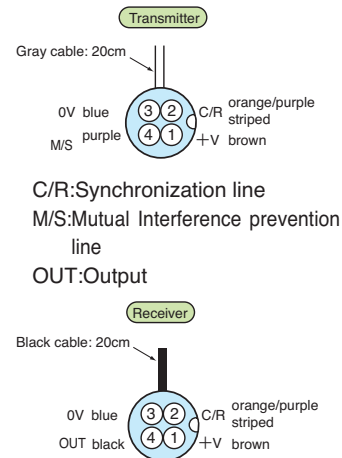 Transmitter
Gray cable: 20cm
0V blue 3 2 C/R orange/purple
striped
M/S purple 4 1 +V brown
C/R:Synchronization line
M/S:Mutual Interference prevention
line
OUT:Output
Receiver
Black cable: 20cm
0V blue 3 2 C/R orange/purple
striped
OUT black 4 1 +V brown